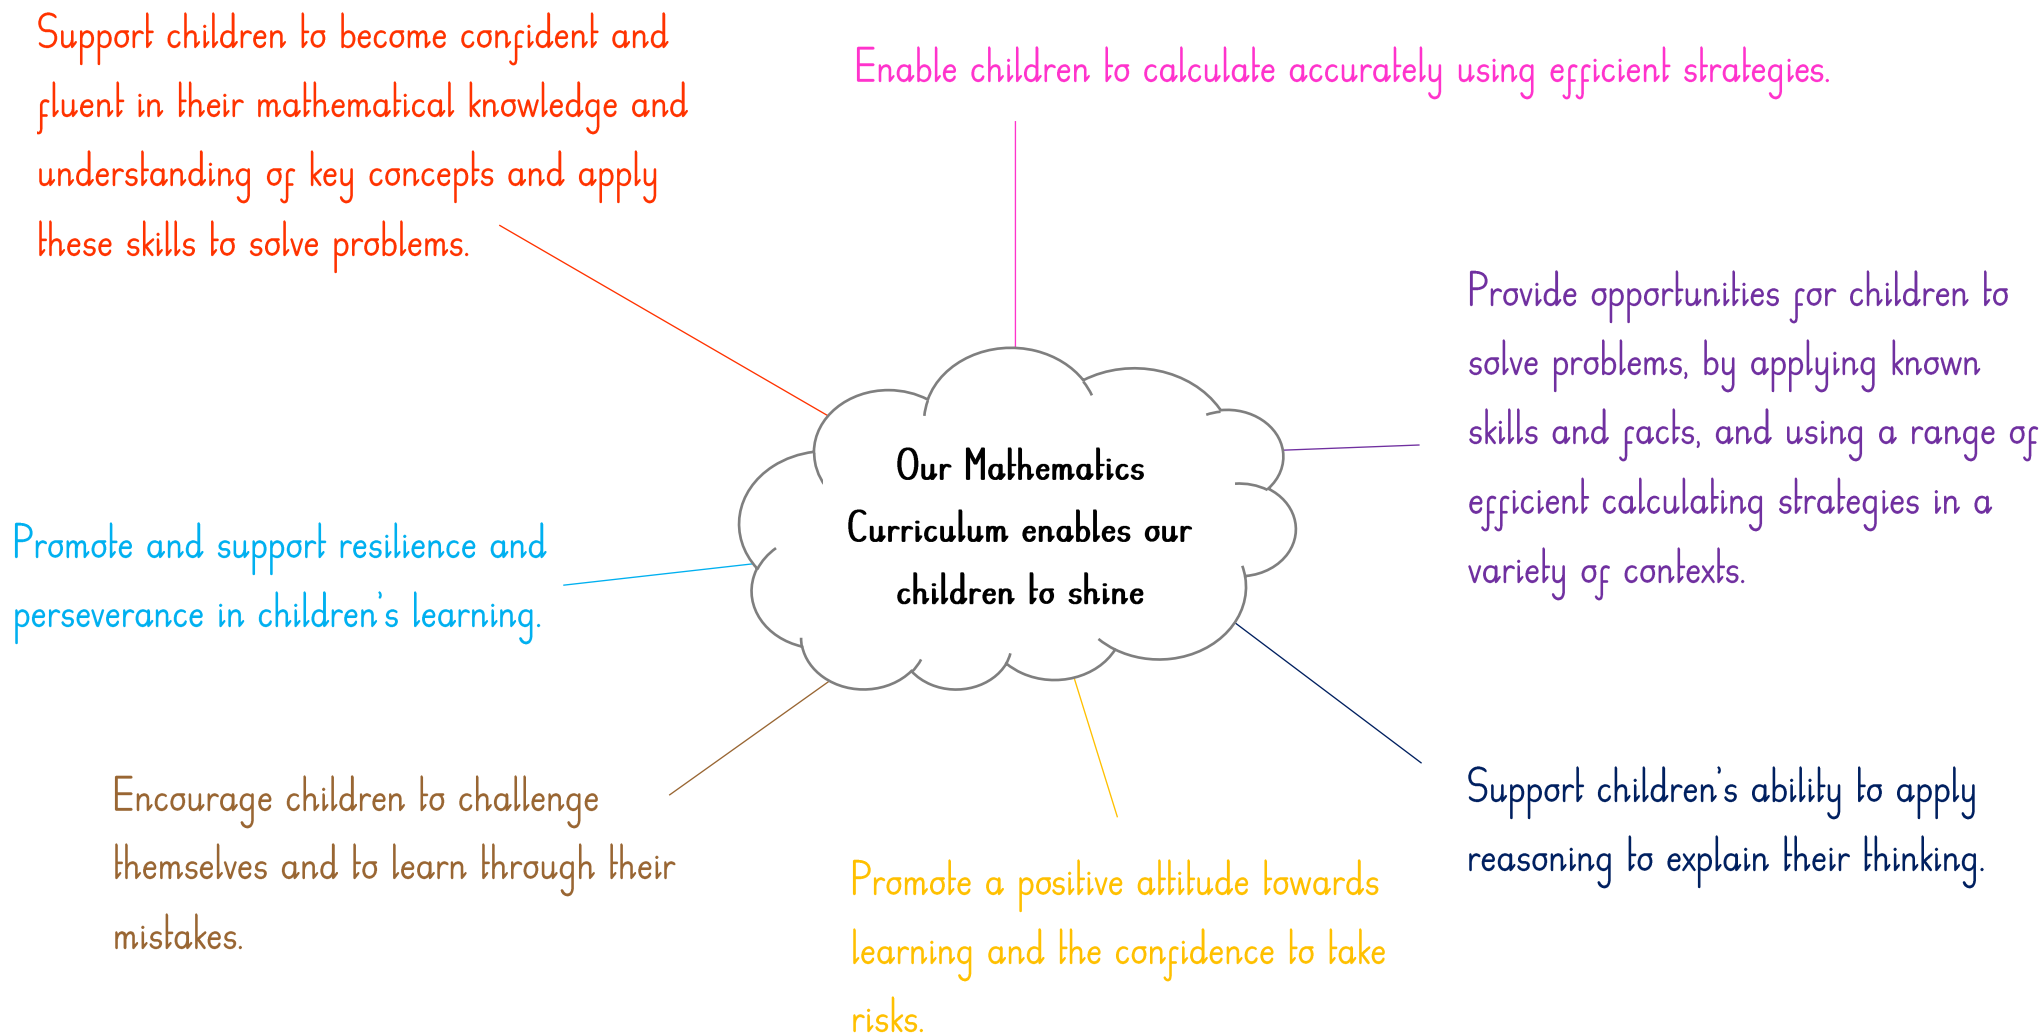 Support children to become confident and
fluent in their mathematical knowledge and
understanding of key concepts and apply
these skills to solve problems.
Enable children to calculate accurately using efficient strategies.
Provide opportunities for children to
solve problems, by applying known
skills and facts, and using a range of
efficient calculating strategies in a
variety of contexts.
Our Mathematics
Curriculum enables our
children to shine
Promote and support resilience and
perseverance in children's learning.
Encourage children to challenge
themselves and to learn through their
mistakes.
Promote a positive attitude towards
learning and the confidence to take
risks.
Support children's ability to apply
reasoning to explain their thinking.